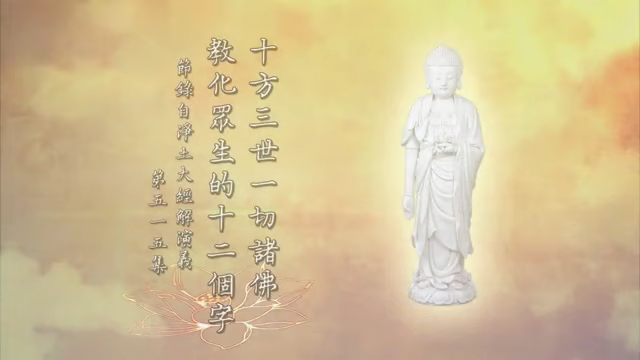 十方三世一切諸佛
教化眾生的十二個字
節錄自淨土大經解演義
第五一五集